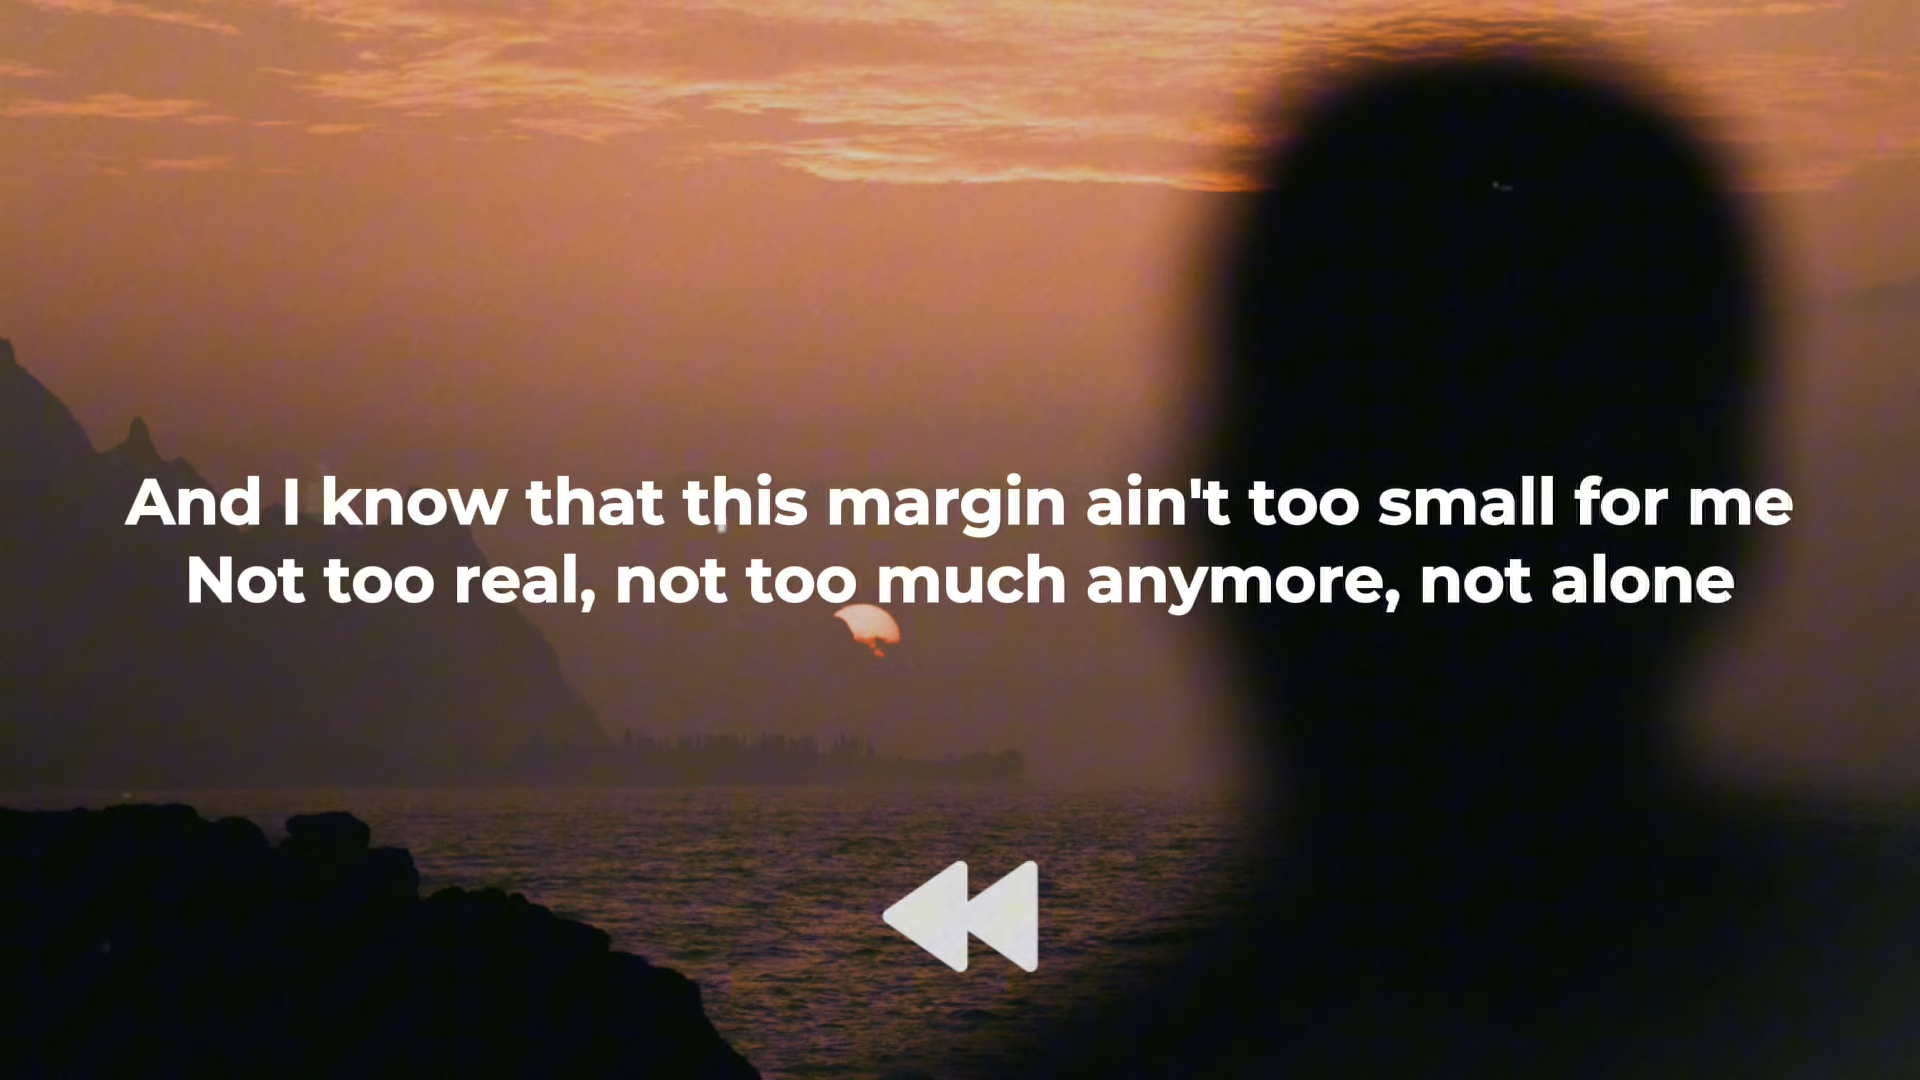 And I know that this margin ain't too small for me
Not too real, not too much anymore, not alone